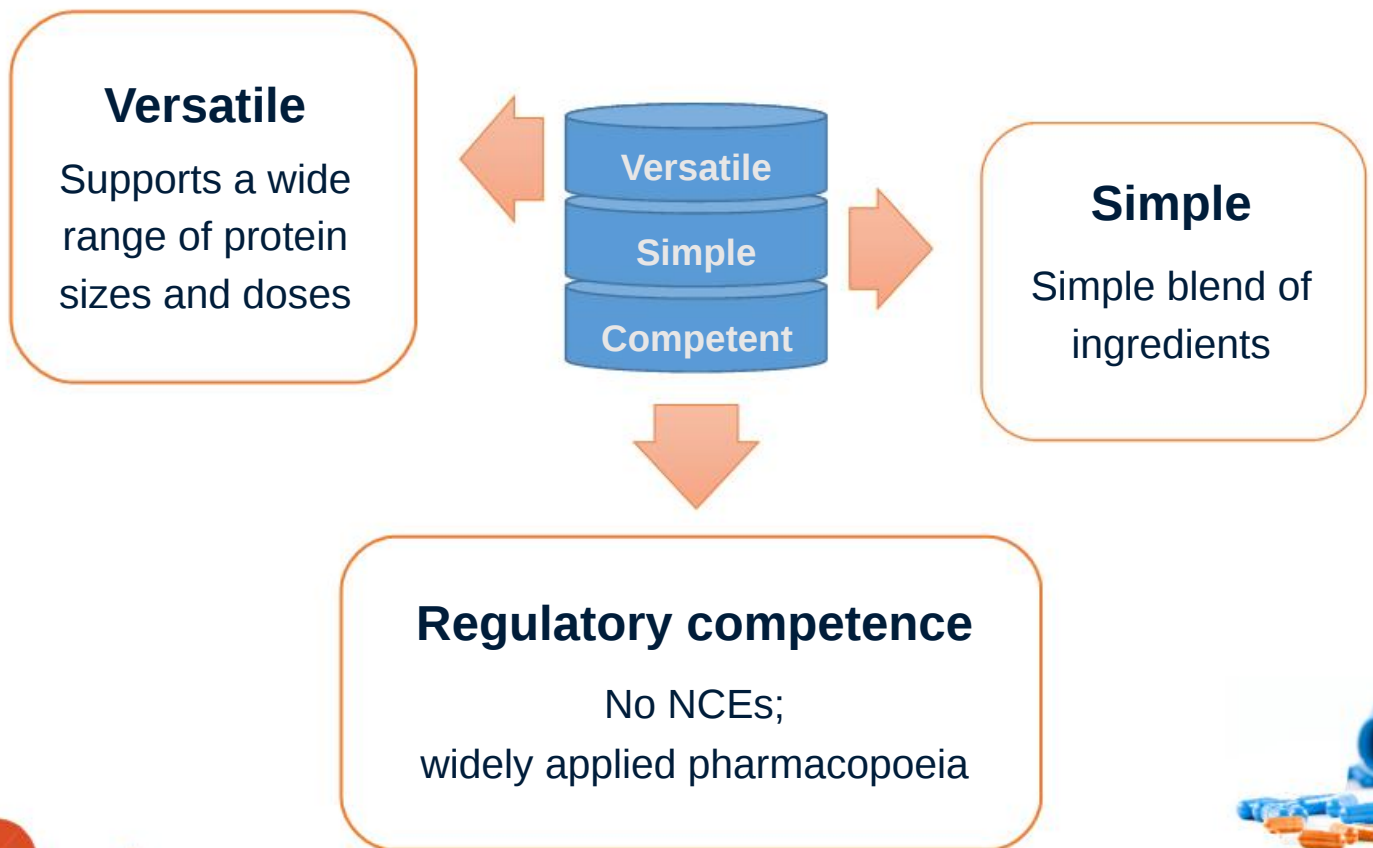 Versatile
Supports a wide
range of protein
sizes and doses
Versatile
Simple
Competent
Simple
Simple blend of
ingredients
Regulatory competence
No NCEs;
widely applied pharmacopoeia